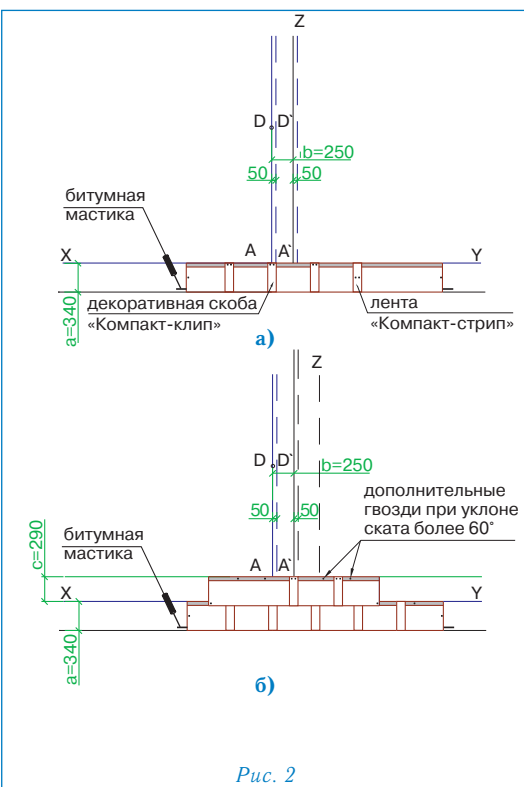 Z
D D`
b=250
50 50
битумная
мастика
X A A` Y
a=340
декоративная скоба
«Компакт-клип»
лента
«Компакт-стрип»
а)
Z
D D`
b=250
50 50
дополнительные
гвозди при уклоне
ската более 60°
битумная
мастика
c=290
A A`
X Y
a=340
б)
Рис. 2